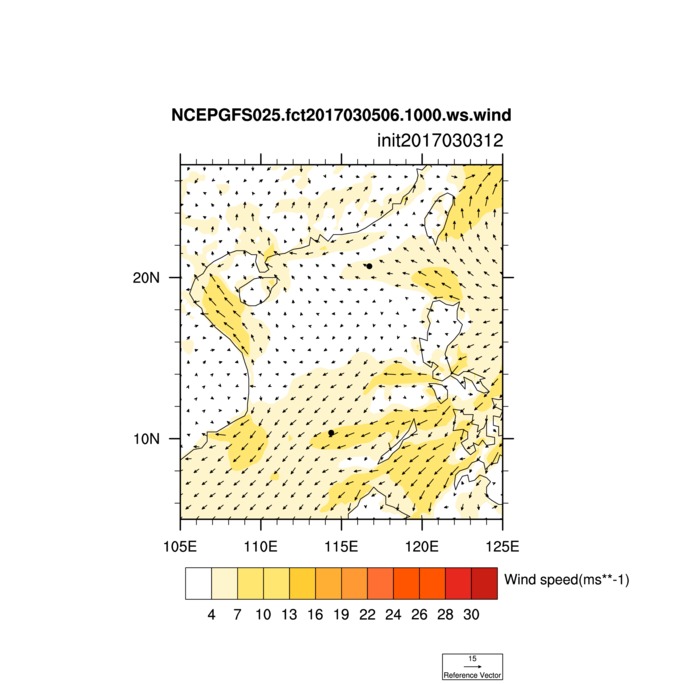 NCEPGFS025.fct2017030506.1000.ws.wind
init2017030312
20N
10N
105E 110E 115E 120E 125E
Wind speed(ms**-1)
4 7 10 13 16 19 22 24 26 28 30
15
Reference Vector